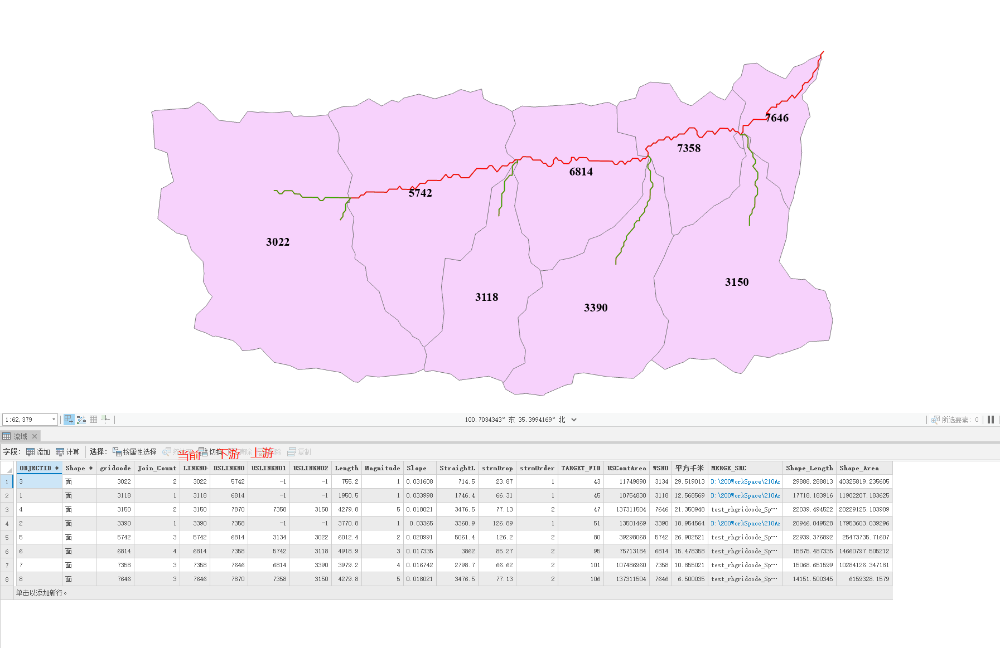 7646
7358
6814
5742
3022
3150
3118
3390
1:62,379
100.7034343° 东 35.3994169° 北
所选要素: 0
流域
字段: 添加 计算 选择: 按属性选择 切换 清除 删除 复制
当前 下游 上游
OBJECTID * Shape * gridcode Join_Count LINKNO DSLINKNO USLINKNO1 USLINKNO2 Length Magnitude Slope StraightL strmDrop strmOrder TARGET_FID USContArea WSNO 平方千米 MERGE_SRC Shape_Length Shape_Area
1 3 面 3022 2 3022 5742 -1 -1 755.2 1 0.031608 714.5 23.87 1 43 11749890 3134 29.519013 D:\200WorkSpace\210Ar 29888.288813 40325819.235605
2 1 面 3118 1 3118 6814 -1 -1 1950.5 1 0.033998 1746.4 66.31 1 45 10754830 3118 12.568569 D:\200WorkSpace\210Ar 17718.183916 11902207.183625
3 4 面 3150 2 3150 7870 7358 3150 4279.8 5 0.018021 3476.5 77.13 2 47 137311504 7646 21.350948 test_rhgridcode_Sp… 22039.494522 20229125.103909
4 2 面 3390 1 3390 7358 -1 -1 3770.8 1 0.03365 3360.9 126.89 1 51 13501469 3390 18.954564 D:\200WorkSpace\210Ar 20946.049528 17953603.039296
5 5 面 5742 3 5742 6814 3134 3022 6012.4 2 0.020991 5061.4 126.2 2 80 39298068 5742 26.902521 test_rhgridcode_Sp… 22939.376892 25473735.71607
6 6 面 6814 4 6814 7358 5742 3118 4918.9 3 0.017335 3862 85.27 2 95 75713184 6814 15.478358 test_rhgridcode_Sp… 15875.487335 14660797.505212
7 7 面 7358 3 7358 7646 6814 3390 3979.2 4 0.016742 2798.7 66.62 2 101 107486960 7358 10.855021 test_rhgridcode_Sp… 15068.651599 10284126.347181
8 8 面 7646 3 7646 7870 7358 3150 4279.8 5 0.018021 3476.5 77.13 2 106 137311504 7646 6.500035 test_rhgridcode_Sp… 14151.500345 6159328.1579
单击以添加新行。